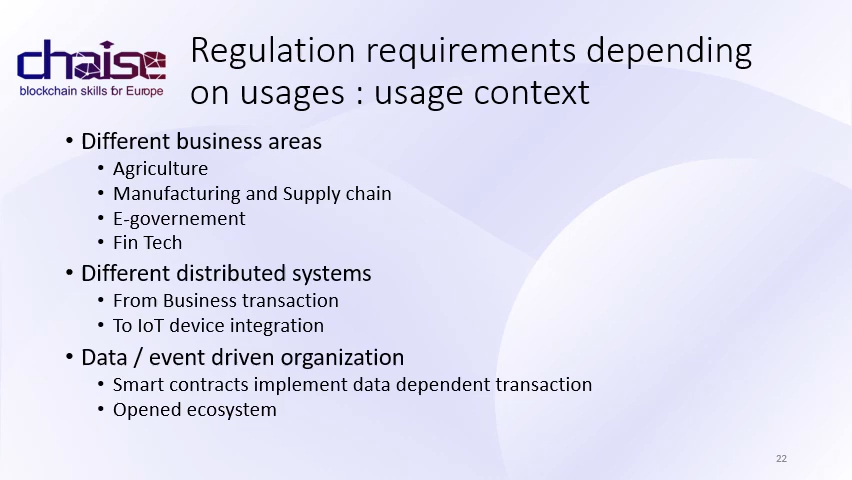 chaise
blockchain skills for Europe
Regulation requirements depending
on usages : usage context
• Different business areas
• Agriculture
• Manufacturing and Supply chain
• E-governement
• Fin Tech
• Different distributed systems
• From Business transaction
• To IoT device integration
• Data / event driven organization
• Smart contracts implement data dependent transaction
• Opened ecosystem
22